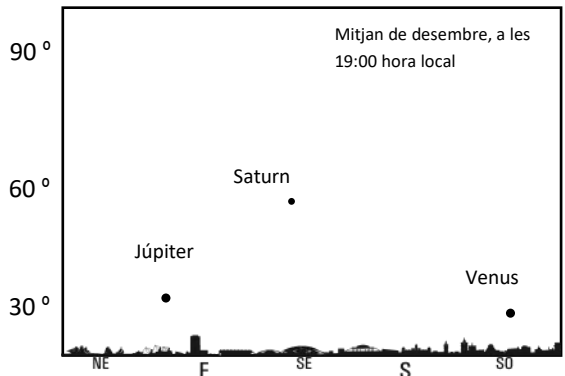 Mitjan de desembre, a les
19:00 hora local
90 º
60 º
30 º
Saturn
Júpiter
Venus
NE
E
SE
S
SO